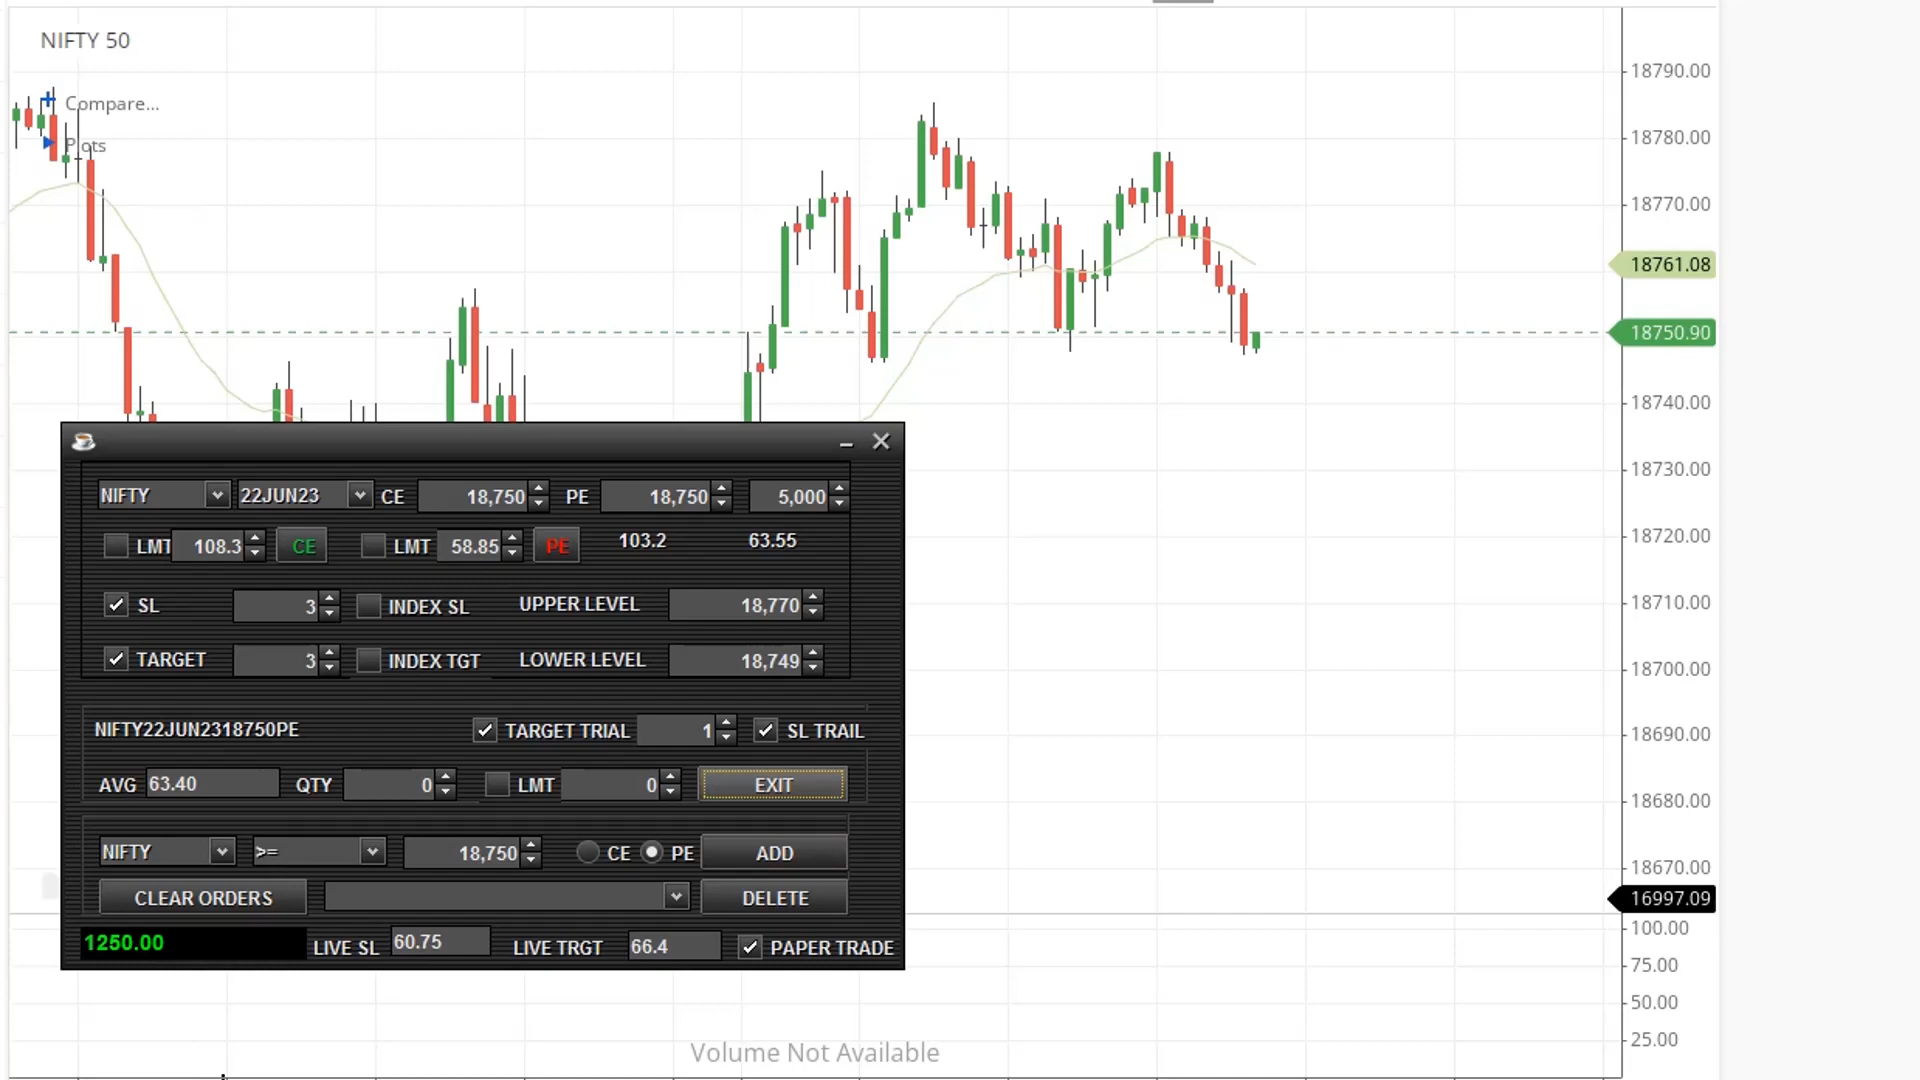 NIFTY 50
Compare...
Plots
18790.00
18780.00
18770.00
18761.08
18750.90
18740.00
18730.00
18720.00
18710.00
18700.00
18690.00
18680.00
18670.00
16997.09
100.00
75.00
50.00
25.00
NIFTY 22JUN23 CE 18,750 PE 18,750 5,000
LMT 108.3 CE LMT 58.85 PE 103.2 63.55
SL 3 INDEX SL UPPER LEVEL 18,770
TARGET 3 INDEX TGT LOWER LEVEL 18,749
NIFTY22JUN2318750PE TARGET TRIAL 1 SL TRAIL
AVG 63.40 QTY 0 LMT 0 EXIT
NIFTY >= 18,750 CE PE ADD
CLEAR ORDERS DELETE
1250.00 LIVE SL 60.75 LIVE TRGT 66.4 PAPER TRADE
Volume Not Available